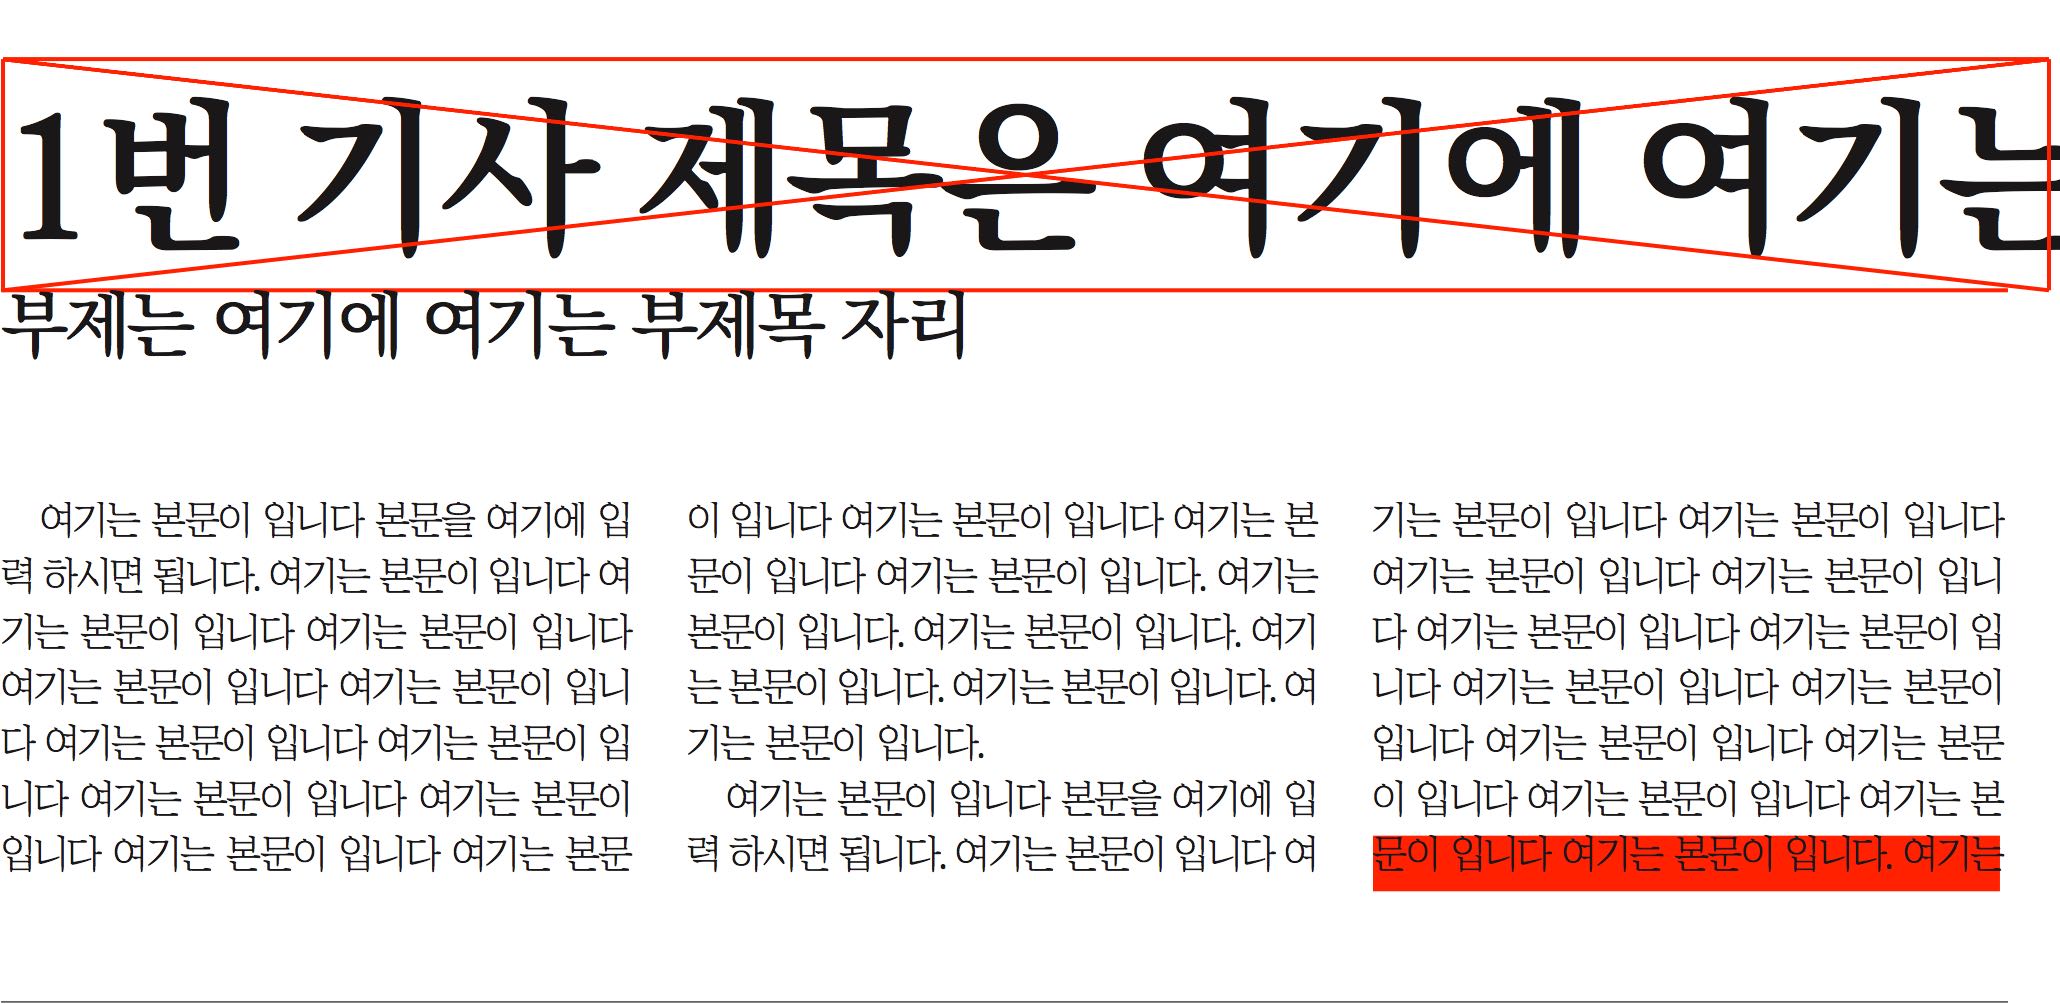 1번 기사 제목은 여기에 여기는
부제는 여기에 여기는 부제목 자리
여기는 본문이 입니다 본문을 여기에 입
력 하시면 됩니다. 여기는 본문이 입니다 여
기는 본문이 입니다 여기는 본문이 입니다
여기는 본문이 입니다 여기는 본문이 입니
다 여기는 본문이 입니다 여기는 본문이 입
니다 여기는 본문이 입니다 여기는 본문이
입니다 여기는 본문이 입니다 여기는 본문
이 입니다 여기는 본문이 입니다 여기는 본
문이 입니다 여기는 본문이 입니다. 여기는
본문이 입니다. 여기는 본문이 입니다. 여기
는 본문이 입니다. 여기는 본문이 입니다. 여
기는 본문이 입니다.
여기는 본문이 입니다 본문을 여기에 입
력 하시면 됩니다. 여기는 본문이 입니다 여
기는 본문이 입니다 여기는 본문이 입니다
여기는 본문이 입니다 여기는 본문이 입니
다 여기는 본문이 입니다 여기는 본문이 입
니다 여기는 본문이 입니다 여기는 본문이
입니다 여기는 본문이 입니다 여기는 본문
이 입니다 여기는 본문이 입니다 여기는 본
문이 입니다 여기는 본문이 입니다. 여기는